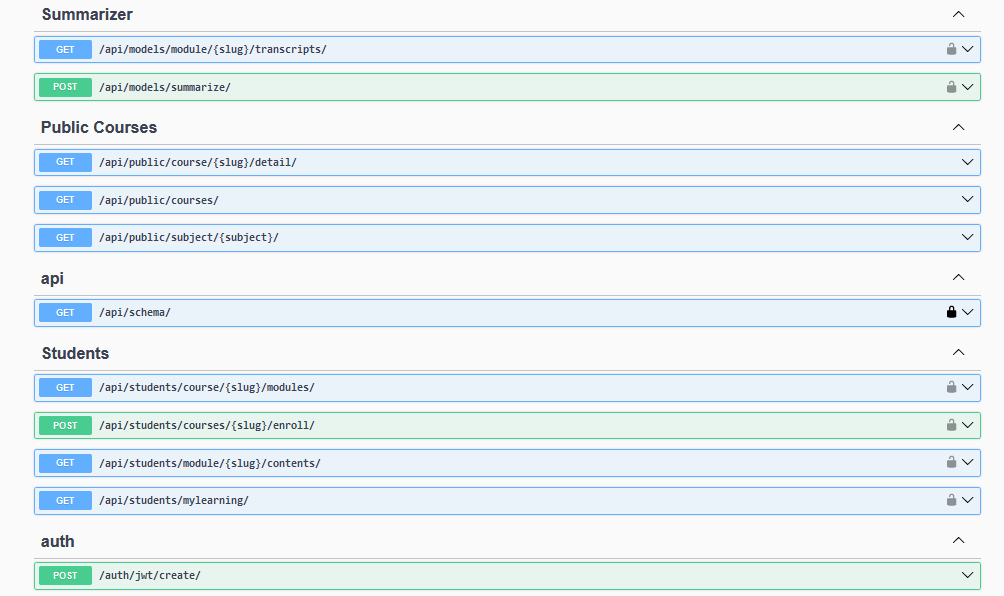 Summarizer
GET /api/models/module/{slug}/transcripts/
POST /api/models/summarize/
Public Courses
GET /api/public/course/{slug}/detail/
GET /api/public/courses/
GET /api/public/subject/{subject}/
api
GET /api/schema/
Students
GET /api/students/course/{slug}/modules/
POST /api/students/courses/{slug}/enroll/
GET /api/students/module/{slug}/contents/
GET /api/students/mylearning/
auth
POST /auth/jwt/create/